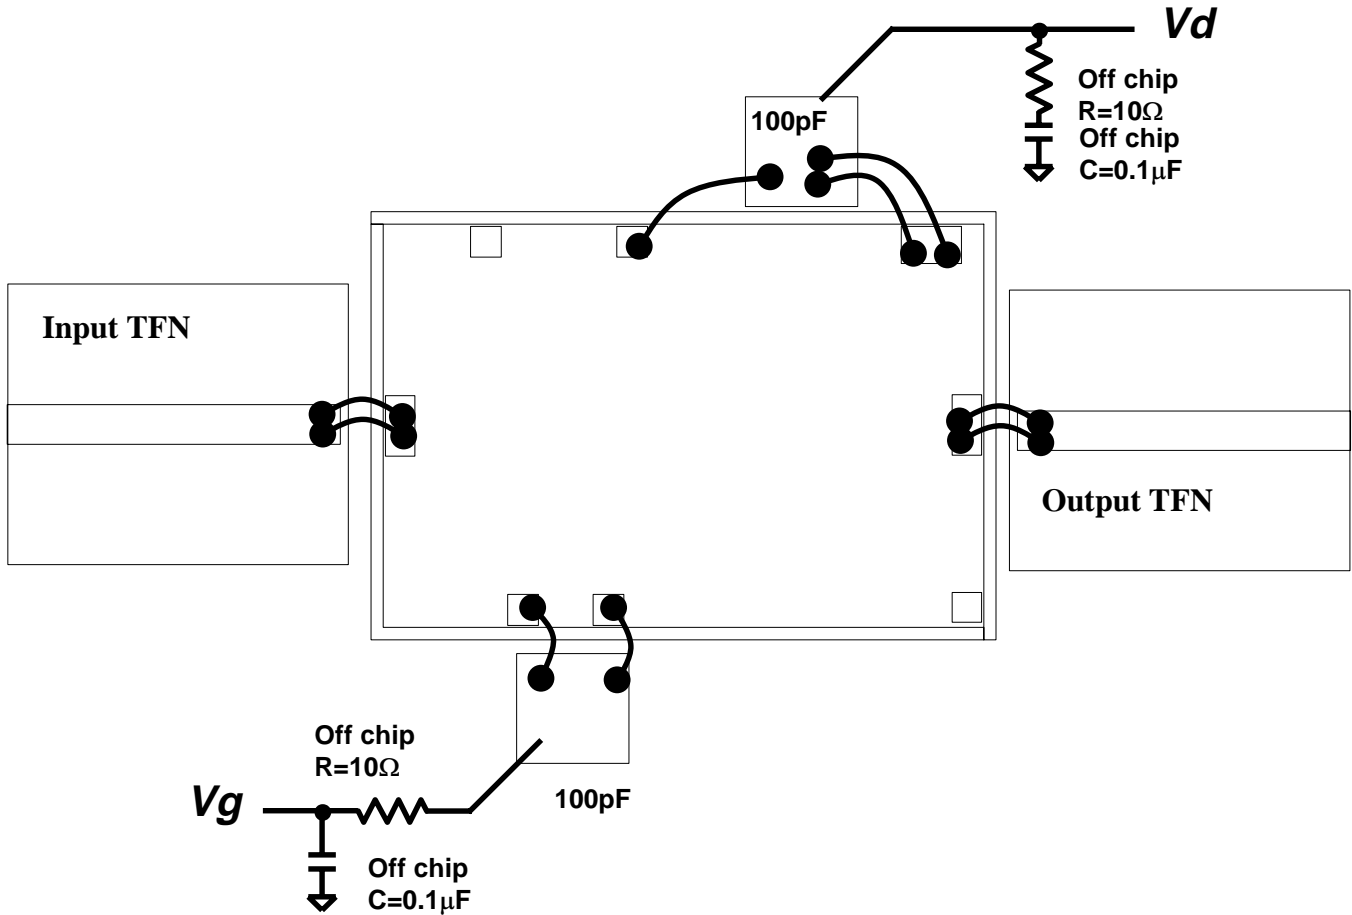 Vd
Off chip
R=10Ω
Off chip
C=0.1μF
100pF
Input TFN
Output TFN
Off chip
R=10Ω
Vg
100pF
Off chip
C=0.1μF